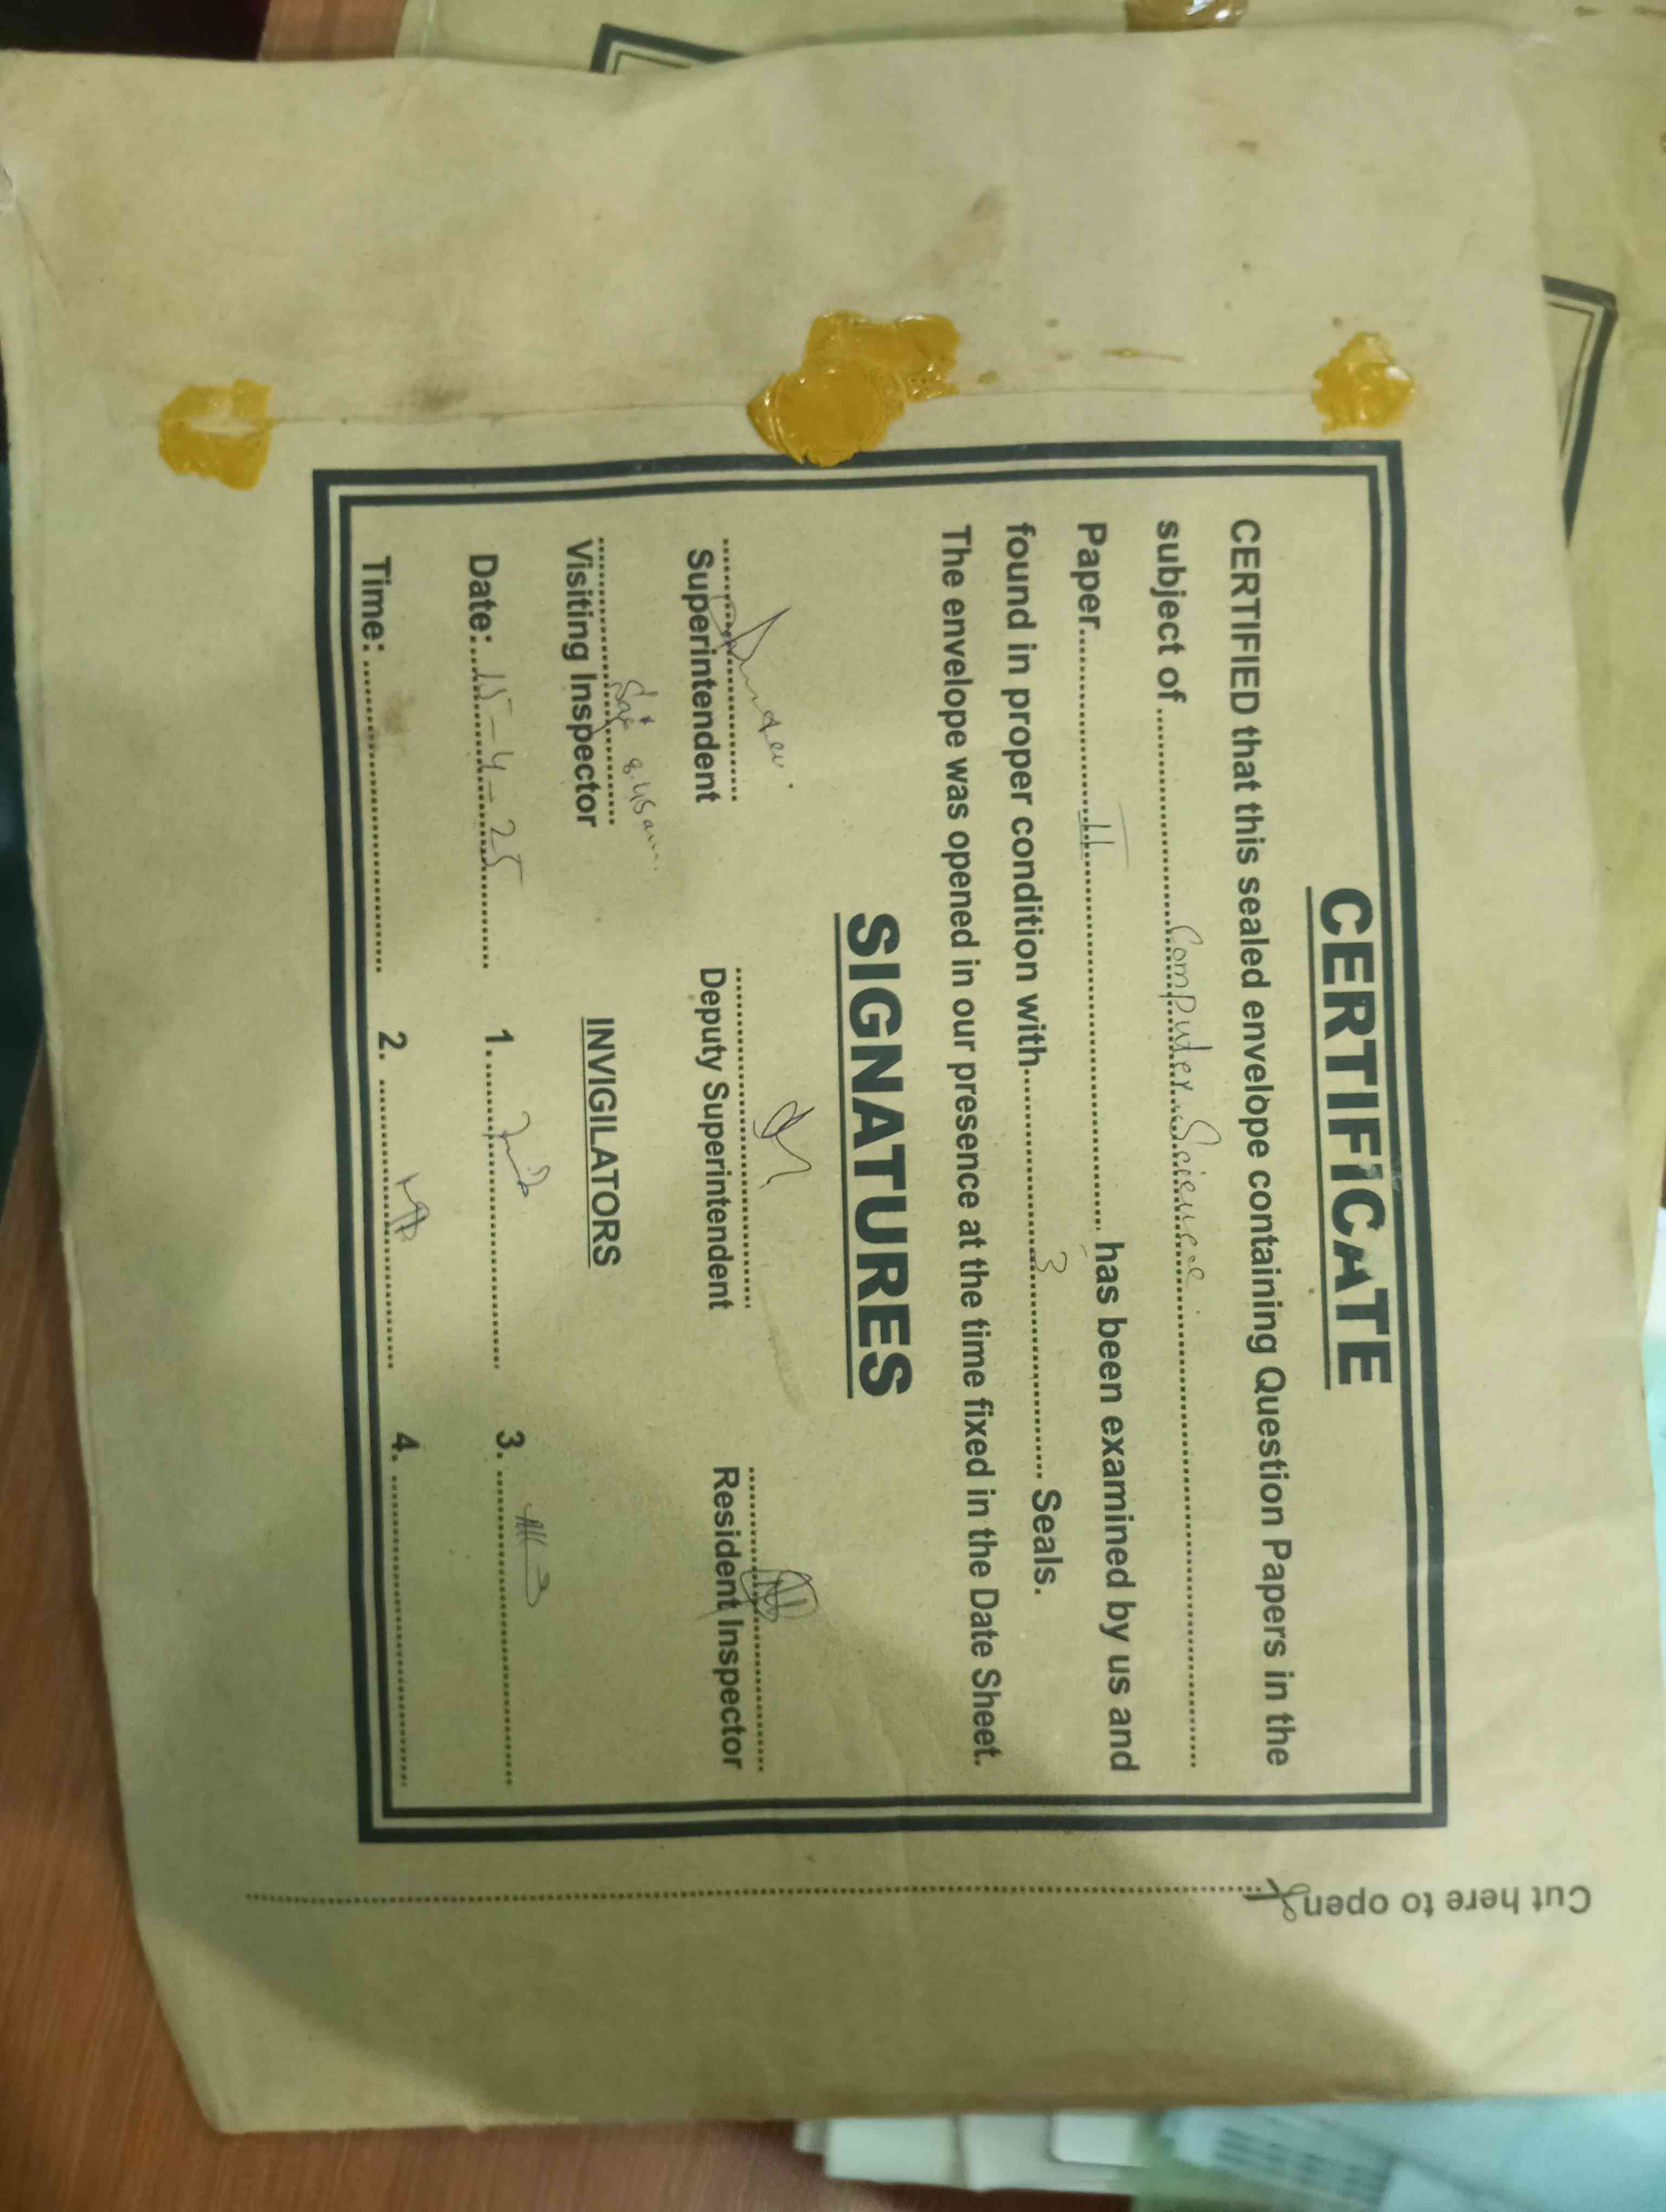 CERTIFICATE
CERTIFIED that this sealed envelope containing Question Papers in the
subject of .......... Computer Science ..........
Paper.......... II .......... has been examined by us and
found in proper condition with.......... 3 .......... Seals.
The envelope was opened in our presence at the time fixed in the Date Sheet.
SIGNATURES
Superintendent Deputy Superintendent Resident Inspector
8.45 am
Visiting Inspector INVIGILATORS
Date: 15-4-25 1. 3.
Time: 2. 4.
Cut here to open